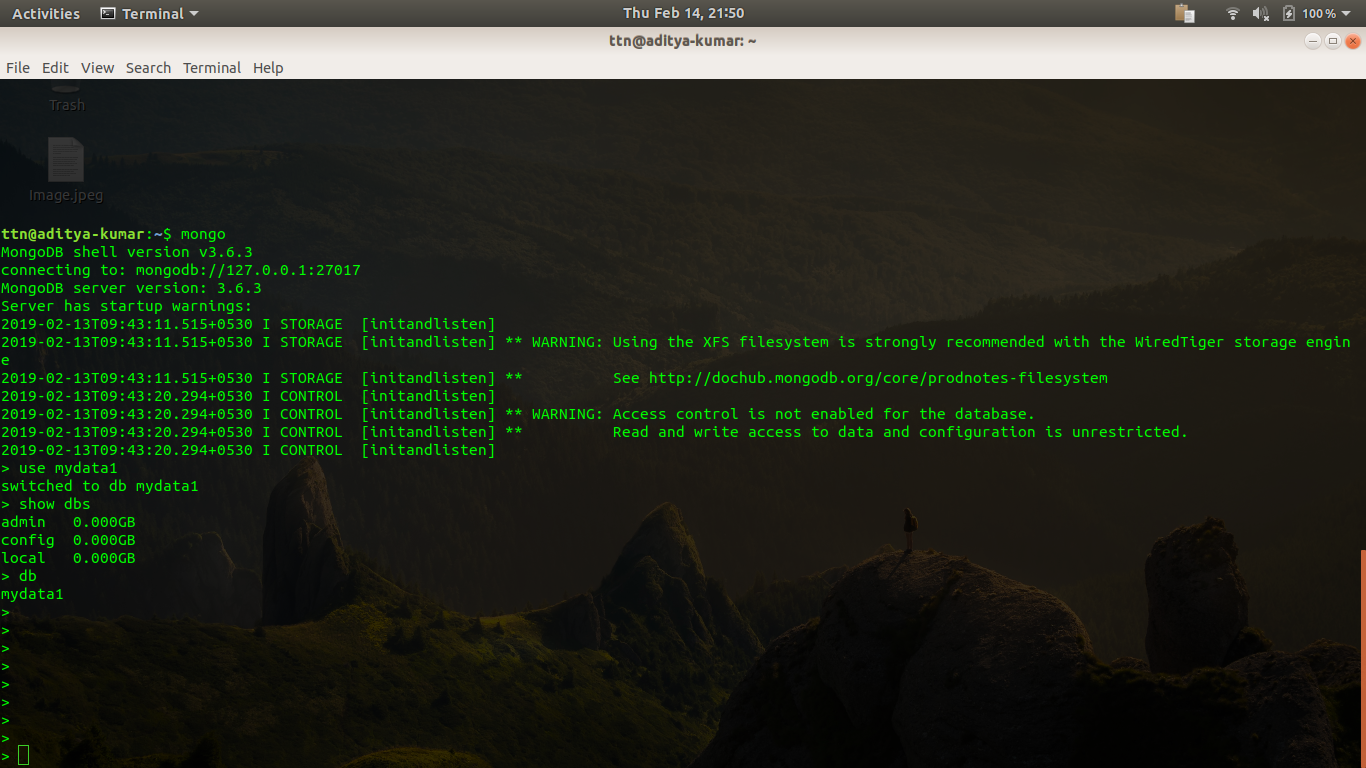 Activities Terminal Thu Feb 14, 21:50 100 %
ttn@aditya-kumar: ~
File Edit View Search Terminal Help
Trash
Image.jpeg
ttn@aditya-kumar:~$ mongo
MongoDB shell version v3.6.3
connecting to: mongodb://127.0.0.1:27017
MongoDB server version: 3.6.3
Server has startup warnings:
2019-02-13T09:43:11.515+0530 I STORAGE  [initandlisten]
2019-02-13T09:43:11.515+0530 I STORAGE  [initandlisten] ** WARNING: Using the XFS filesystem is strongly recommended with the WiredTiger storage engin
e
2019-02-13T09:43:11.515+0530 I STORAGE  [initandlisten] **          See http://dochub.mongodb.org/core/prodnotes-filesystem
2019-02-13T09:43:20.294+0530 I CONTROL  [initandlisten]
2019-02-13T09:43:20.294+0530 I CONTROL  [initandlisten] ** WARNING: Access control is not enabled for the database.
2019-02-13T09:43:20.294+0530 I CONTROL  [initandlisten] **          Read and write access to data and configuration is unrestricted.
2019-02-13T09:43:20.294+0530 I CONTROL  [initandlisten]
> use mydata1
switched to db mydata1
> show dbs
admin   0.000GB
config  0.000GB
local   0.000GB
> db
mydata1
>
>
>
>
>
>
>
>
>